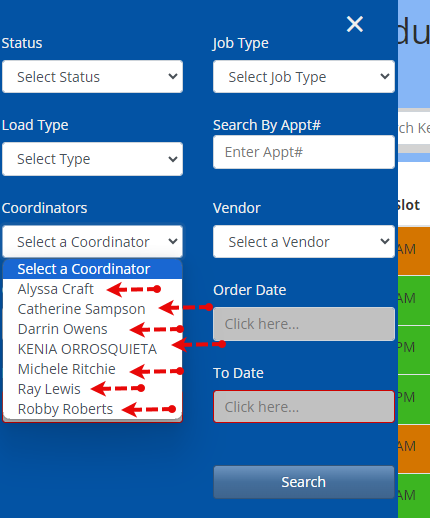 ×
du
Status
Job Type
Select Status
Select Job Type
ch Ke
Load Type
Search By Appt#
Select Type
Enter Appt#
Coordinators
Vendor
Slot
Select a Coordinator
Select a Vendor
AM
Select a Coordinator
Alyssa Craft
Order Date
AM
Catherine Sampson
Darrin Owens
Click here...
KENIA ORROSQUIETA
PM
Michele Ritchie
To Date
Ray Lewis
PM
Robby Roberts
Click here...
AM
Search
AM